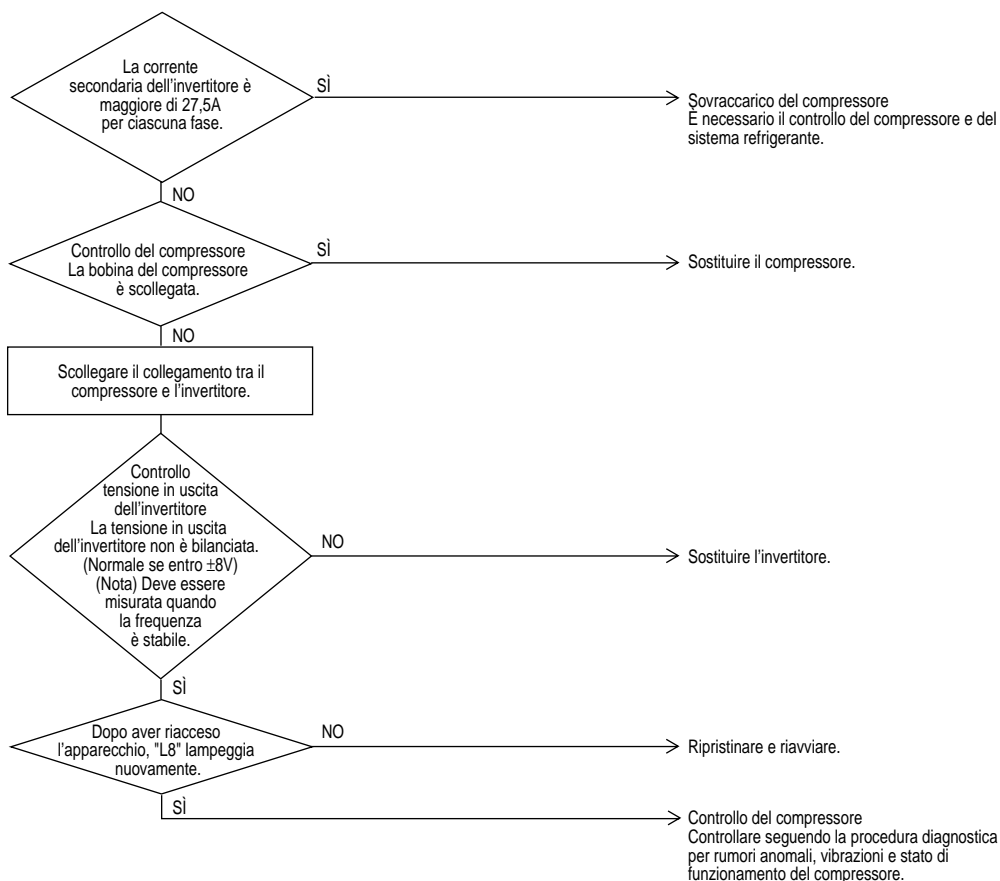 La corrente
secondaria dell'invertitore è
maggiore di 27,5A
per ciascuna fase.
SÌ
Sovraccarico del compressore
È necessario il controllo del compressore e del
sistema refrigerante.
NO
Controllo del compressore
La bobina del compressore
è scollegata.
SÌ
Sostituire il compressore.
NO
Scollegare il collegamento tra il
compressore e l'invertitore.
Controllo
tensione in uscita
dell'invertitore
La tensione in uscita
dell'invertitore non è bilanciata.
(Normale se entro ±8V)
(Nota) Deve essere
misurata quando
la frequenza
è stabile.
NO
Sostituire l'invertitore.
SÌ
Dopo aver riacceso
l'apparecchio, "L8" lampeggia
nuovamente.
NO
Ripristinare e riavviare.
SÌ
Controllo del compressore
Controllare seguendo la procedura diagnostica
per rumori anomali, vibrazioni e stato di
funzionamento del compressore.